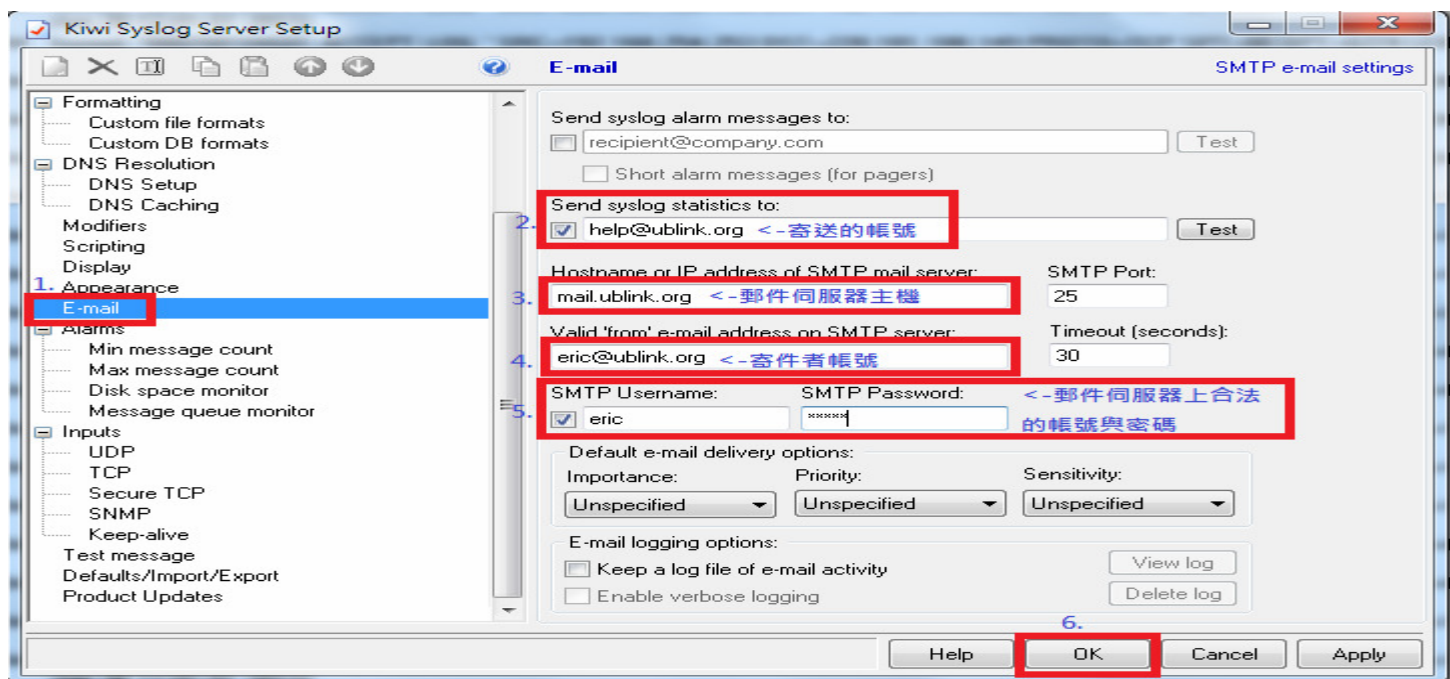 Kiwi Syslog Server Setup
E-mail
SMTP e-mail settings
Formatting
Custom file formats
Custom DB formats
DNS Resolution
DNS Setup
DNS Caching
Modifiers
Scripting
Display
1. Appearance
E-mail
Alarms
Min message count
Max message count
Disk space monitor
Message queue monitor
Inputs
UDP
TCP
Secure TCP
SNMP
Keep-alive
Test message
Defaults/Import/Export
Product Updates
Send syslog alarm messages to:
recipient@company.com Test
Short alarm messages (for pagers)
Send syslog statistics to:
2. help@ublink.org <-寄送的帳號 Test
Hostname or IP address of SMTP mail server: SMTP Port:
3. mail.ublink.org <-郵件伺服器主機 25
Valid 'from' e-mail address on SMTP server: Timeout (seconds):
4. eric@ublink.org <-寄件者帳號 30
SMTP Username: SMTP Password: <-郵件伺服器上合法
5. eric ***** 的帳號與密碼
Default e-mail delivery options:
Importance: Priority: Sensitivity:
Unspecified Unspecified Unspecified
E-mail logging options:
Keep a log file of e-mail activity View log
Enable verbose logging Delete log
6.
Help OK Cancel Apply